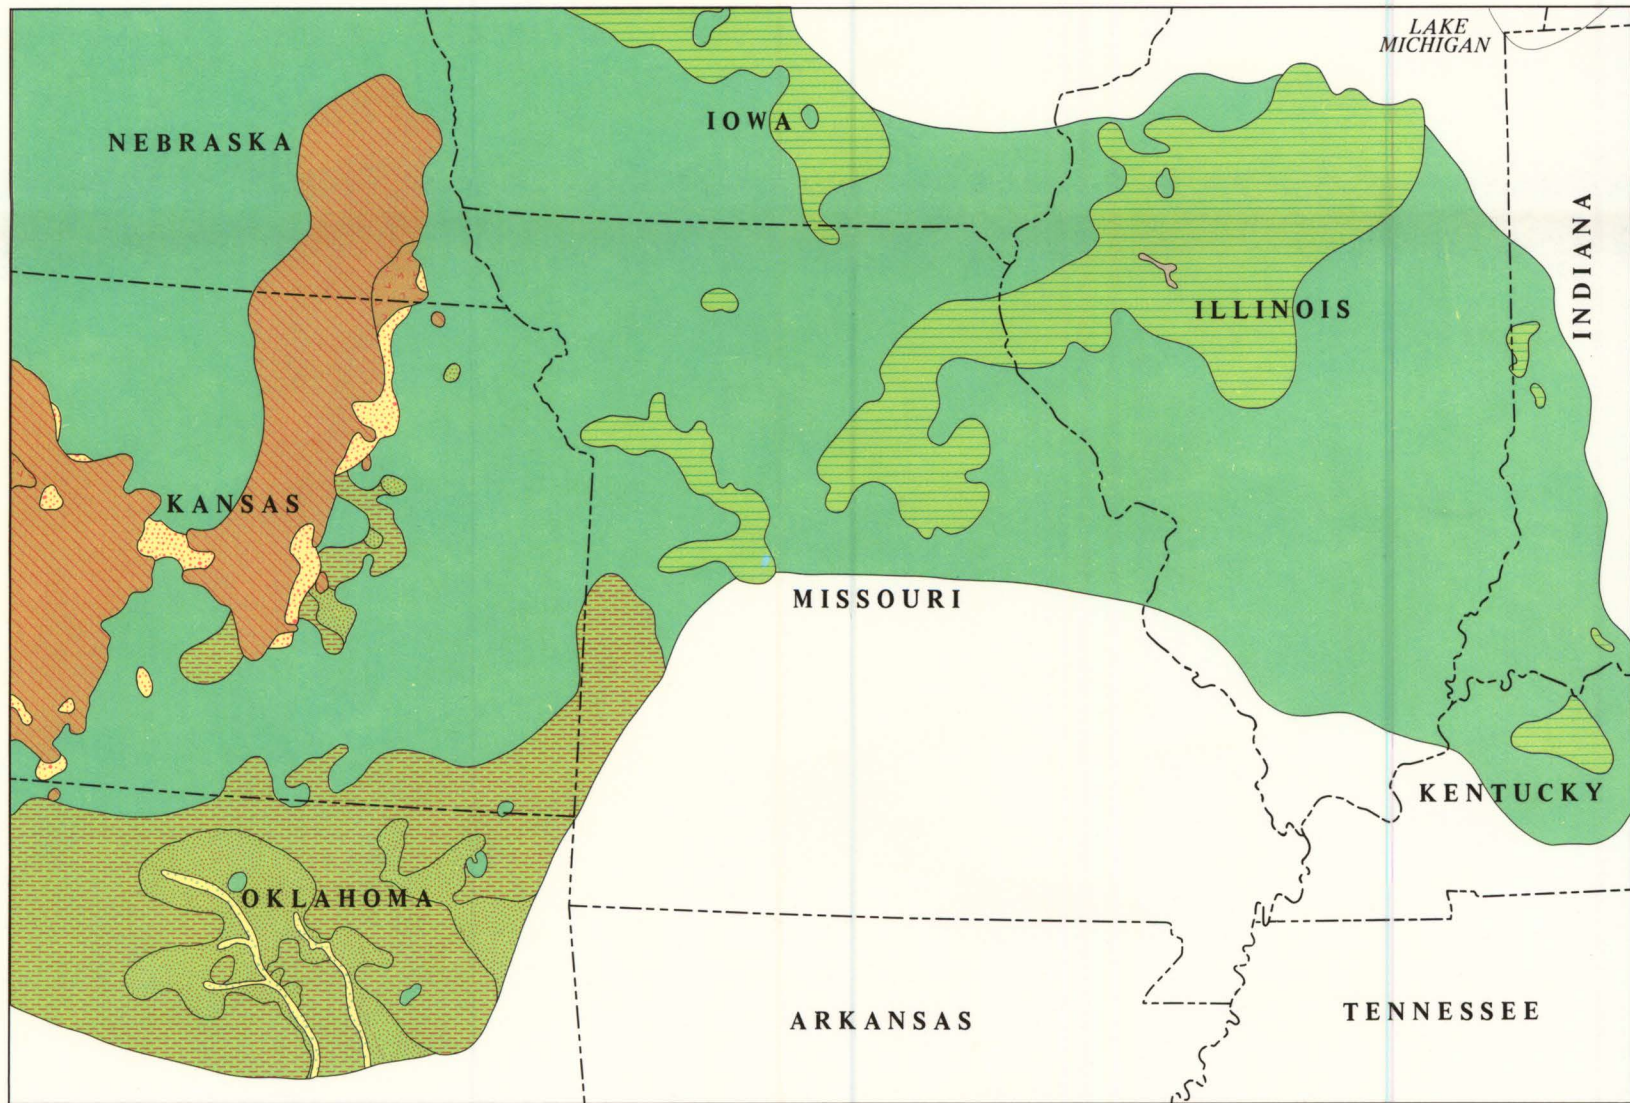 LAKE
MICHIGAN
IOWA
NEBRASKA
INDIANA
ILLINOIS
KANSAS
MISSOURI
KENTUCKY
OKLAHOMA
ARKANSAS
TENNESSEE